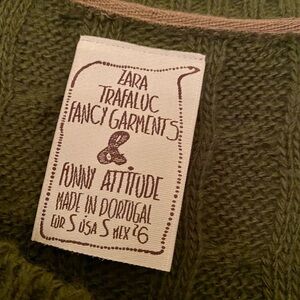 ZARA
TRAFALUC
FANCY GARMENTS
&
FUNNY ATTITUDE
MADE IN PORTUGAL
EUR S USA S MEX 26